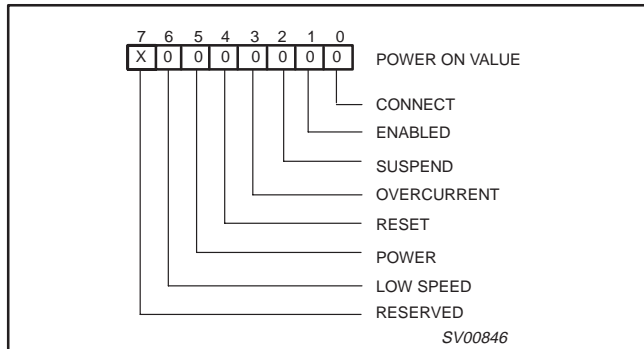 7 6 5 4 3 2 1 0
X 0 0 0 0 0 0 0 POWER ON VALUE
CONNECT
ENABLED
SUSPEND
OVERCURRENT
RESET
POWER
LOW SPEED
RESERVED
SV00846